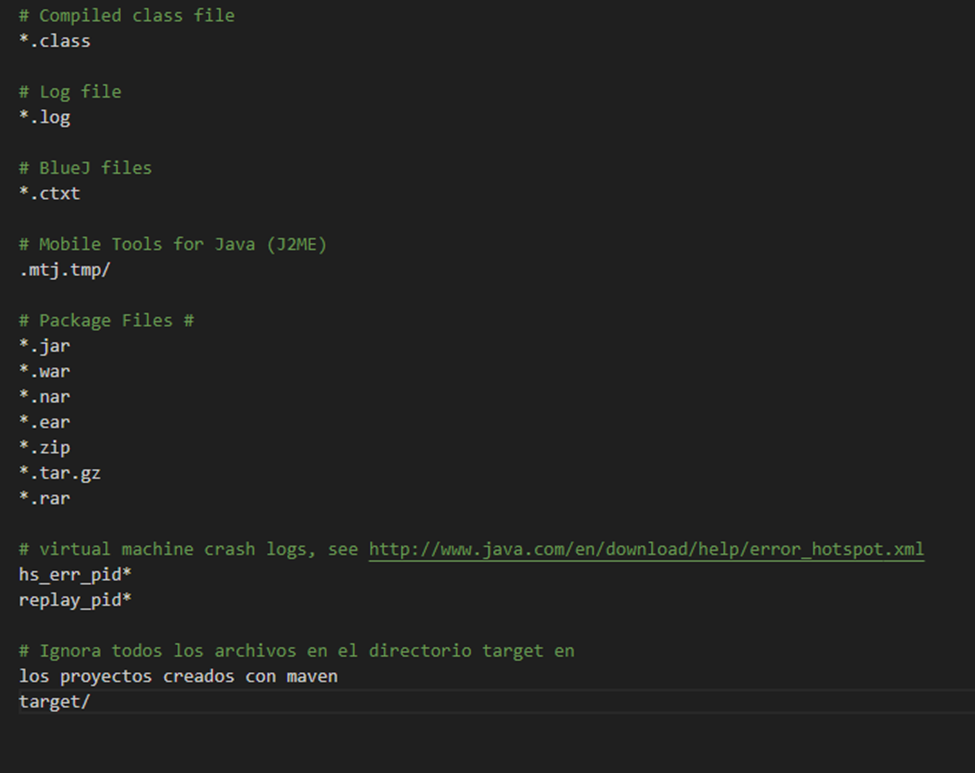 # Compiled class file
*.class
# Log file
*.log
# BlueJ files
*.ctxt
# Mobile Tools for Java (J2ME)
.mtj.tmp/
# Package Files #
*.jar
*.war
*.nar
*.ear
*.zip
*.tar.gz
*.rar
# virtual machine crash logs, see http://www.java.com/en/download/help/error_hotspot.xml
hs_err_pid*
replay_pid*
# Ignora todos los archivos en el directorio target en
los proyectos creados con maven
target/